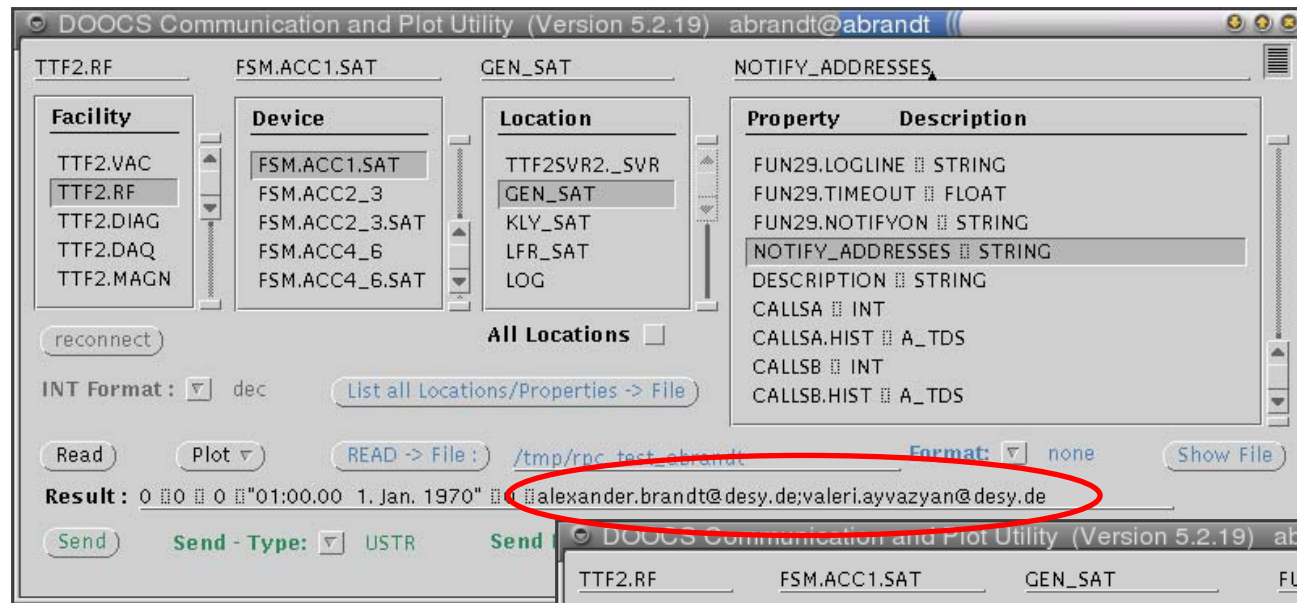 DOOCS Communication and Plot Utility (Version 5.2.19) abrandt@abrandt
TTF2.RF FSM.ACC1.SAT GEN_SAT NOTIFY_ADDRESSES
Facility
TTF2.VAC
TTF2.RF
TTF2.DIAG
TTF2.DAQ
TTF2.MAGN
Device
FSM.ACC1.SAT
FSM.ACC2_3
FSM.ACC2_3.SAT
FSM.ACC4_6
FSM.ACC4_6.SAT
Location
TTF2SVR2._SVR
GEN_SAT
KLY_SAT
LFR_SAT
LOG
Property Description
FUN29.LOGLINE STRING
FUN29.TIMEOUT FLOAT
FUN29.NOTIFYON STRING
NOTIFY_ADDRESSES STRING
DESCRIPTION STRING
CALLSA INT
CALLSA.HIST A_TDS
CALLSB INT
CALLSB.HIST A_TDS
reconnect
All Locations
INT Format: dec List all Locations/Properties -> File
Read Plot READ -> File: /tmp/rpc_test_abrandt Format: none Show File
Result: 0 0 0 "01:00.00 1. Jan. 1970" 0 alexander.brandt@desy.de;valeri.ayvazyan@desy.de
Send Send - Type: USTR Send
DOOCS Communication and Plot Utility (Version 5.2.19) ab
TTF2.RF FSM.ACC1.SAT GEN_SAT FU